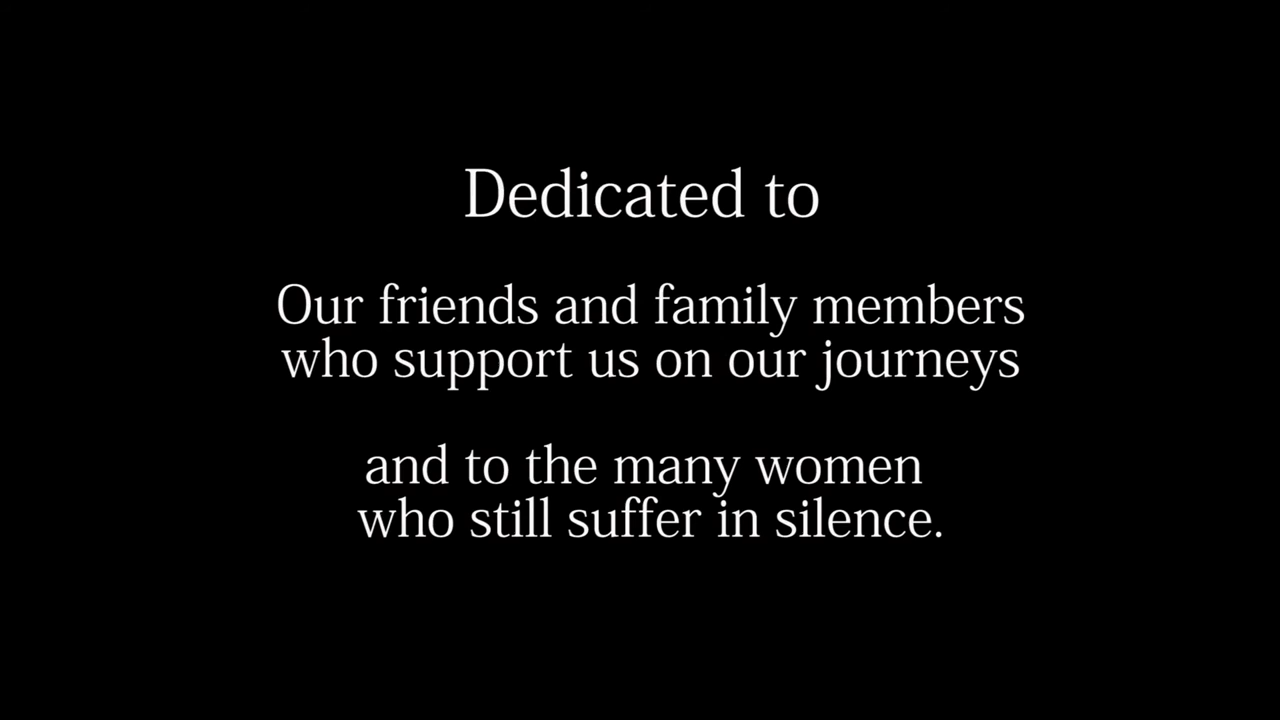 Dedicated to
Our friends and family members
who support us on our journeys
and to the many women
who still suffer in silence.